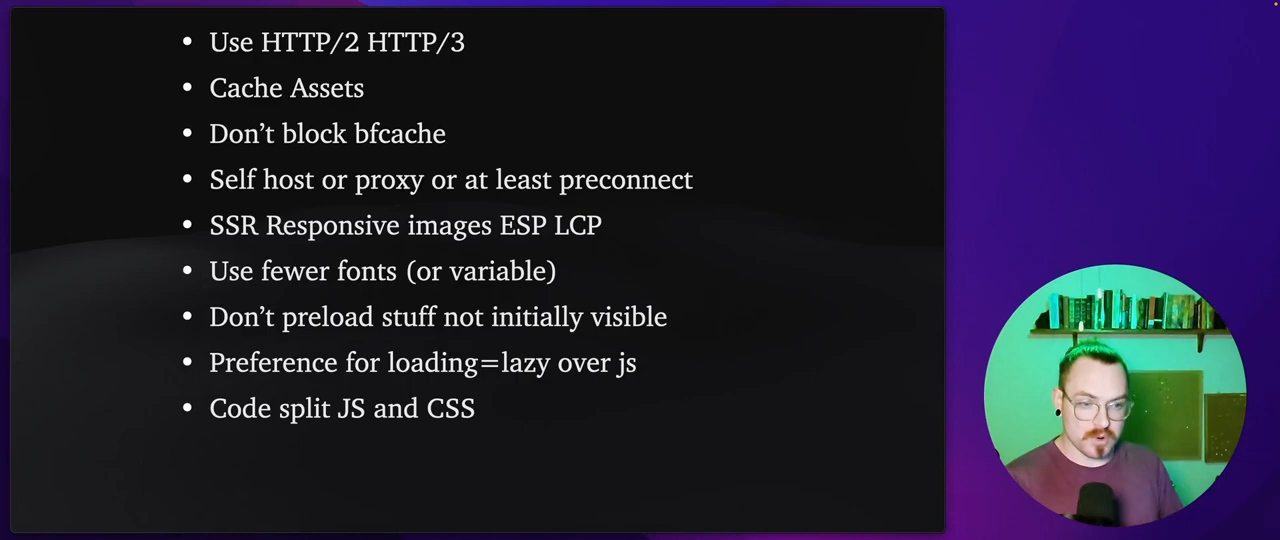 • Use HTTP/2 HTTP/3
• Cache Assets
• Don’t block bfcache
• Self host or proxy or at least preconnect
• SSR Responsive images ESP LCP
• Use fewer fonts (or variable)
• Don’t preload stuff not initially visible
• Preference for loading=lazy over js
• Code split JS and CSS